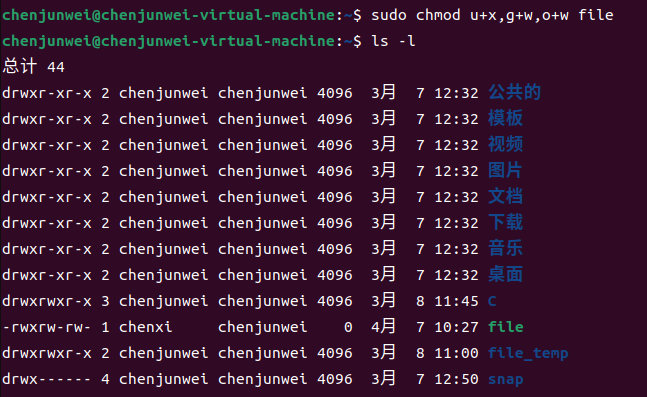 chenjunwei@chenjunwei-virtual-machine:~$ sudo chmod u+x,g+w,o+w file
chenjunwei@chenjunwei-virtual-machine:~$ ls -l
总计 44
drwxr-xr-x 2 chenjunwei chenjunwei 4096  3月  7 12:32 公共的
drwxr-xr-x 2 chenjunwei chenjunwei 4096  3月  7 12:32 模板
drwxr-xr-x 2 chenjunwei chenjunwei 4096  3月  7 12:32 视频
drwxr-xr-x 2 chenjunwei chenjunwei 4096  3月  7 12:32 图片
drwxr-xr-x 2 chenjunwei chenjunwei 4096  3月  7 12:32 文档
drwxr-xr-x 2 chenjunwei chenjunwei 4096  3月  7 12:32 下载
drwxr-xr-x 2 chenjunwei chenjunwei 4096  3月  7 12:32 音乐
drwxr-xr-x 2 chenjunwei chenjunwei 4096  3月  7 12:32 桌面
drwxrwxr-x 3 chenjunwei chenjunwei 4096  3月  8 11:45 C
-rwxrw-rw- 1 chenxi     chenjunwei    0  4月  7 10:27 file
drwxrwxr-x 2 chenjunwei chenjunwei 4096  3月  8 11:00 file_temp
drwx------ 4 chenjunwei chenjunwei 4096  3月  7 12:50 snap